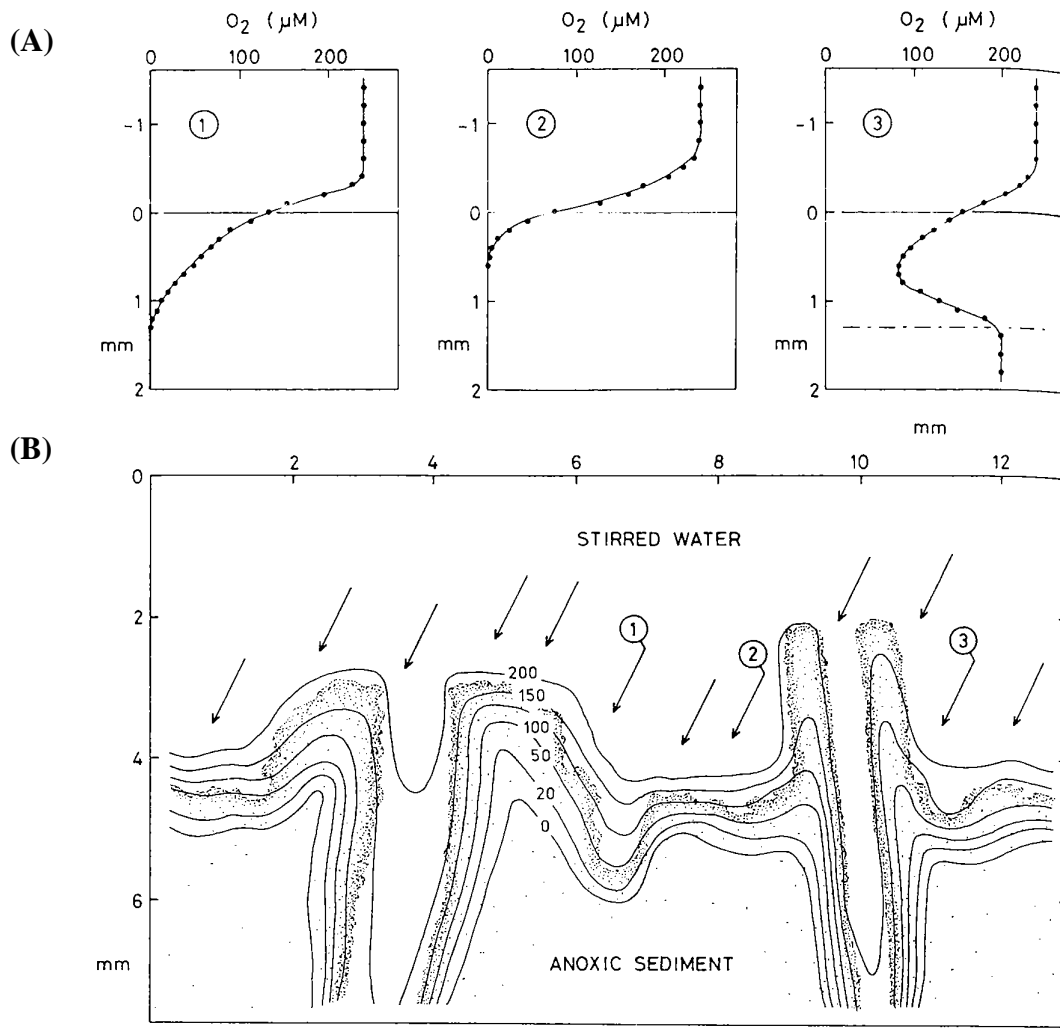 (A)
O2 (μM) O2 (μM) O2 (μM)
0 100 200 0 100 200 0 100 200
-1 1 -1 2 -1 3
0 0 0
1 1 1
mm mm mm
2 2 2
mm
(B)
0 2 4 6 8 10 12
STIRRED WATER
2
1
2 3
200
150
100
4 50
20
0
6
mm ANOXIC SEDIMENT